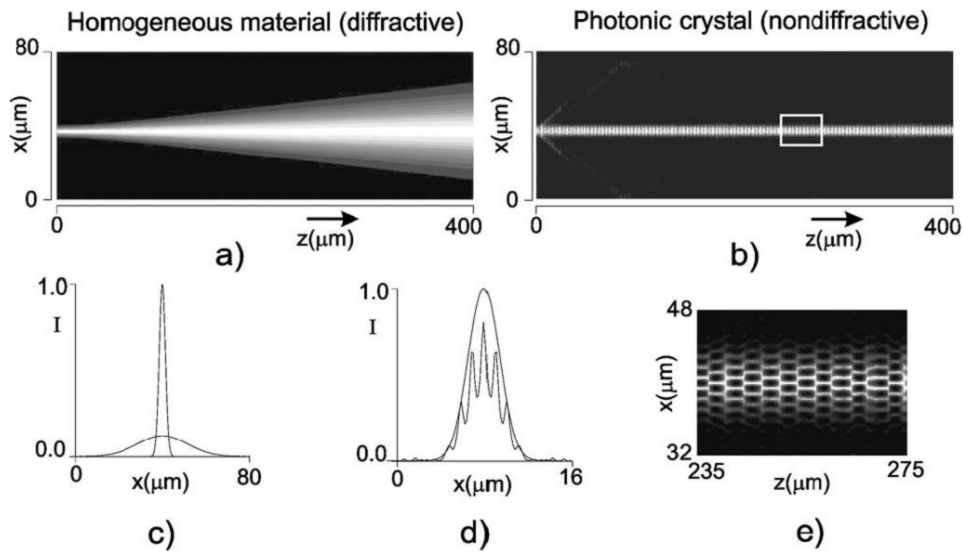 Homogeneous material (diffractive)
Photonic crystal (nondiffractive)
80
x(μm)
0
0
z(μm)
400
a)
80
x(μm)
0
0
z(μm)
400
b)
1.0
I
0.0
0
x(μm)
80
c)
1.0
I
0.0
0
x(μm)
16
d)
48
x(μm)
32
235
z(μm)
275
e)